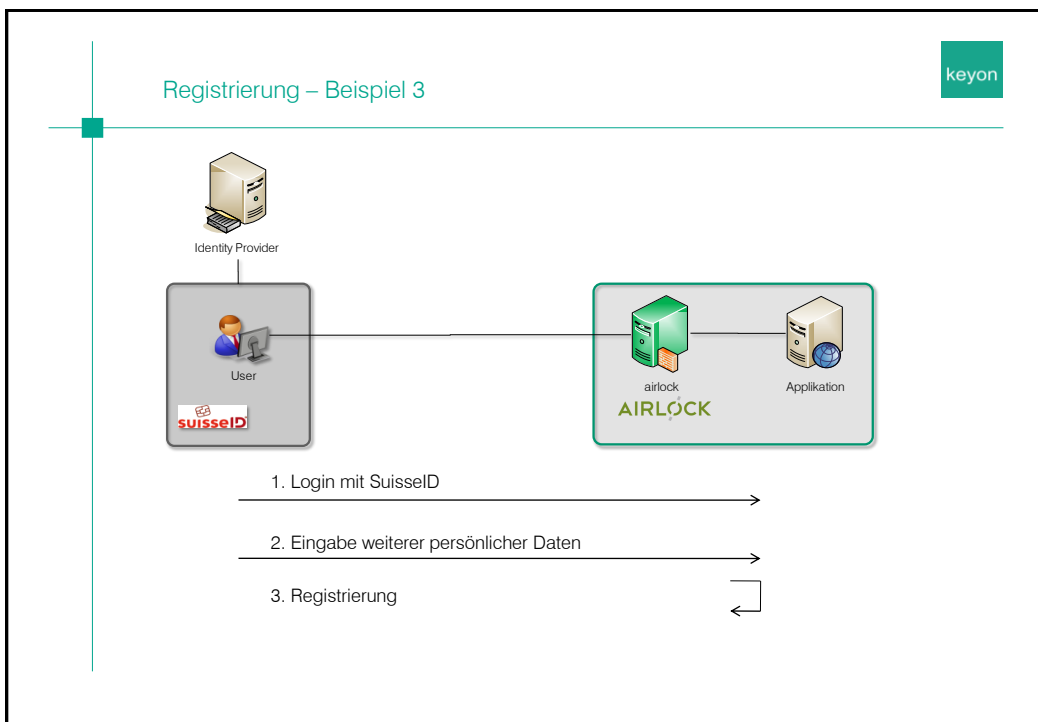 Registrierung – Beispiel 3
keyon
Identity Provider
User
suisseID
airlock
AIRLOCK
Applikation
1. Login mit SuisseID
2. Eingabe weiterer persönlicher Daten
3. Registrierung